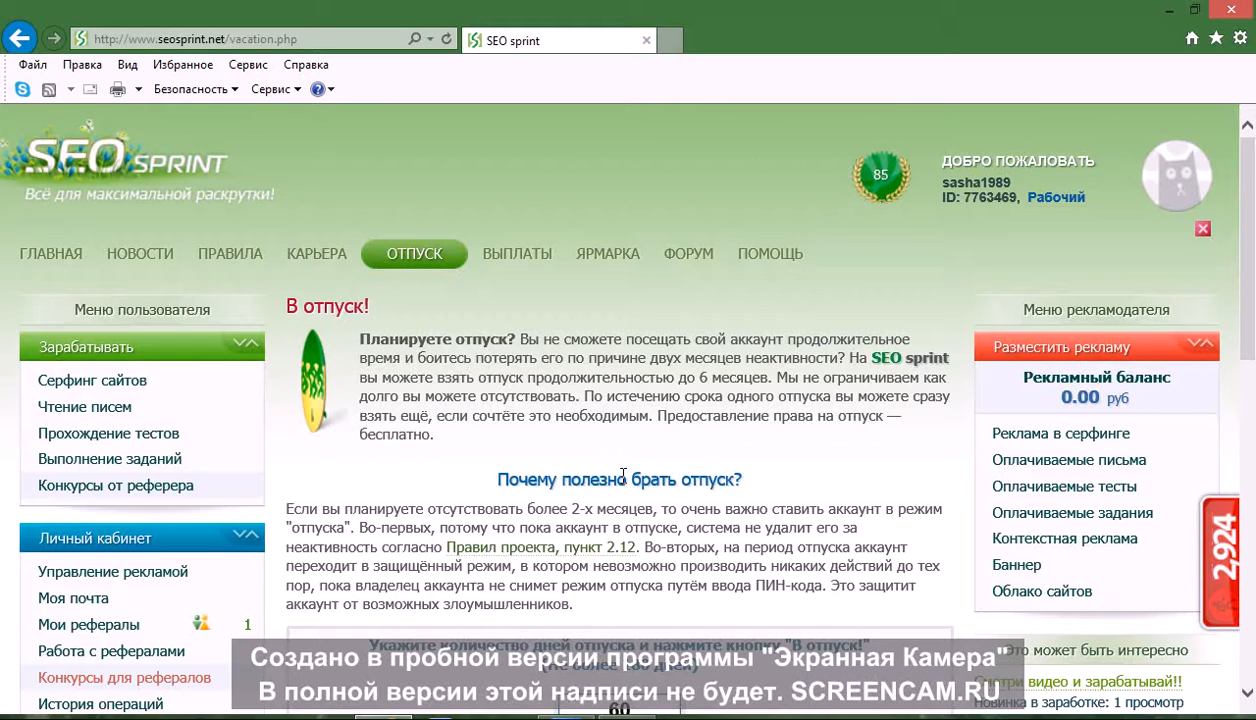 http://www.seosprint.net/vacation.php
SEO sprint
Файл Правка Вид Избранное Сервис Справка
Безопасность Сервис
SEO SPRINT
Всё для максимальной раскрутки!
85
ДОБРО ПОЖАЛОВАТЬ
sasha1989
ID: 7763469, Рабочий
ГЛАВНАЯ НОВОСТИ ПРАВИЛА КАРЬЕРА ОТПУСК ВЫПЛАТЫ ЯРМАРКА ФОРУМ ПОМОЩЬ
Меню пользователя
Зарабатывать
Серфинг сайтов
Чтение писем
Прохождение тестов
Выполнение заданий
Конкурсы от реферера
Личный кабинет
Управление рекламой
Моя почта
Мои рефералы 1
Работа с рефералами
Конкурсы для рефералов
История операций
В отпуск!
Планируете отпуск? Вы не сможете посещать свой аккаунт продолжительное
время и боитесь потерять его по причине двух месяцев неактивности? На SEO sprint
вы можете взять отпуск продолжительностью до 6 месяцев. Мы не ограничиваем как
долго вы можете отсутствовать. По истечению срока одного отпуска вы можете сразу
взять ещё, если сочтёте это необходимым. Предоставление права на отпуск —
бесплатно.
Почему полезно брать отпуск?
Если вы планируете отсутствовать более 2-х месяцев, то очень важно ставить аккаунт в режим
"отпуска". Во-первых, потому что пока аккаунт в отпуске, система не удалит его за
неактивность согласно Правил проекта, пункт 2.12. Во-вторых, на период отпуска аккаунт
переходит в защищённый режим, в котором невозможно производить никаких действий до тех
пор, пока владелец аккаунта не снимет режим отпуска путём ввода ПИН-кода. Это защитит
аккаунт от возможных злоумышленников.
Укажите количество дней отпуска и нажмите кнопку "В отпуск!"
60
Меню рекламодателя
Разместить рекламу
Рекламный баланс
0.00 руб
Реклама в серфинге
Оплачиваемые письма
Оплачиваемые тесты
Оплачиваемые задания
Контекстная реклама
Баннер
Облако сайтов
2,924
Это может быть интересно
Смотри видео и зарабатывай!!
Новинка в заработке: 1 просмотр
Создано в пробной версии программы "Экранная Камера"
В полной версии этой надписи не будет. SCREENCAM.RU